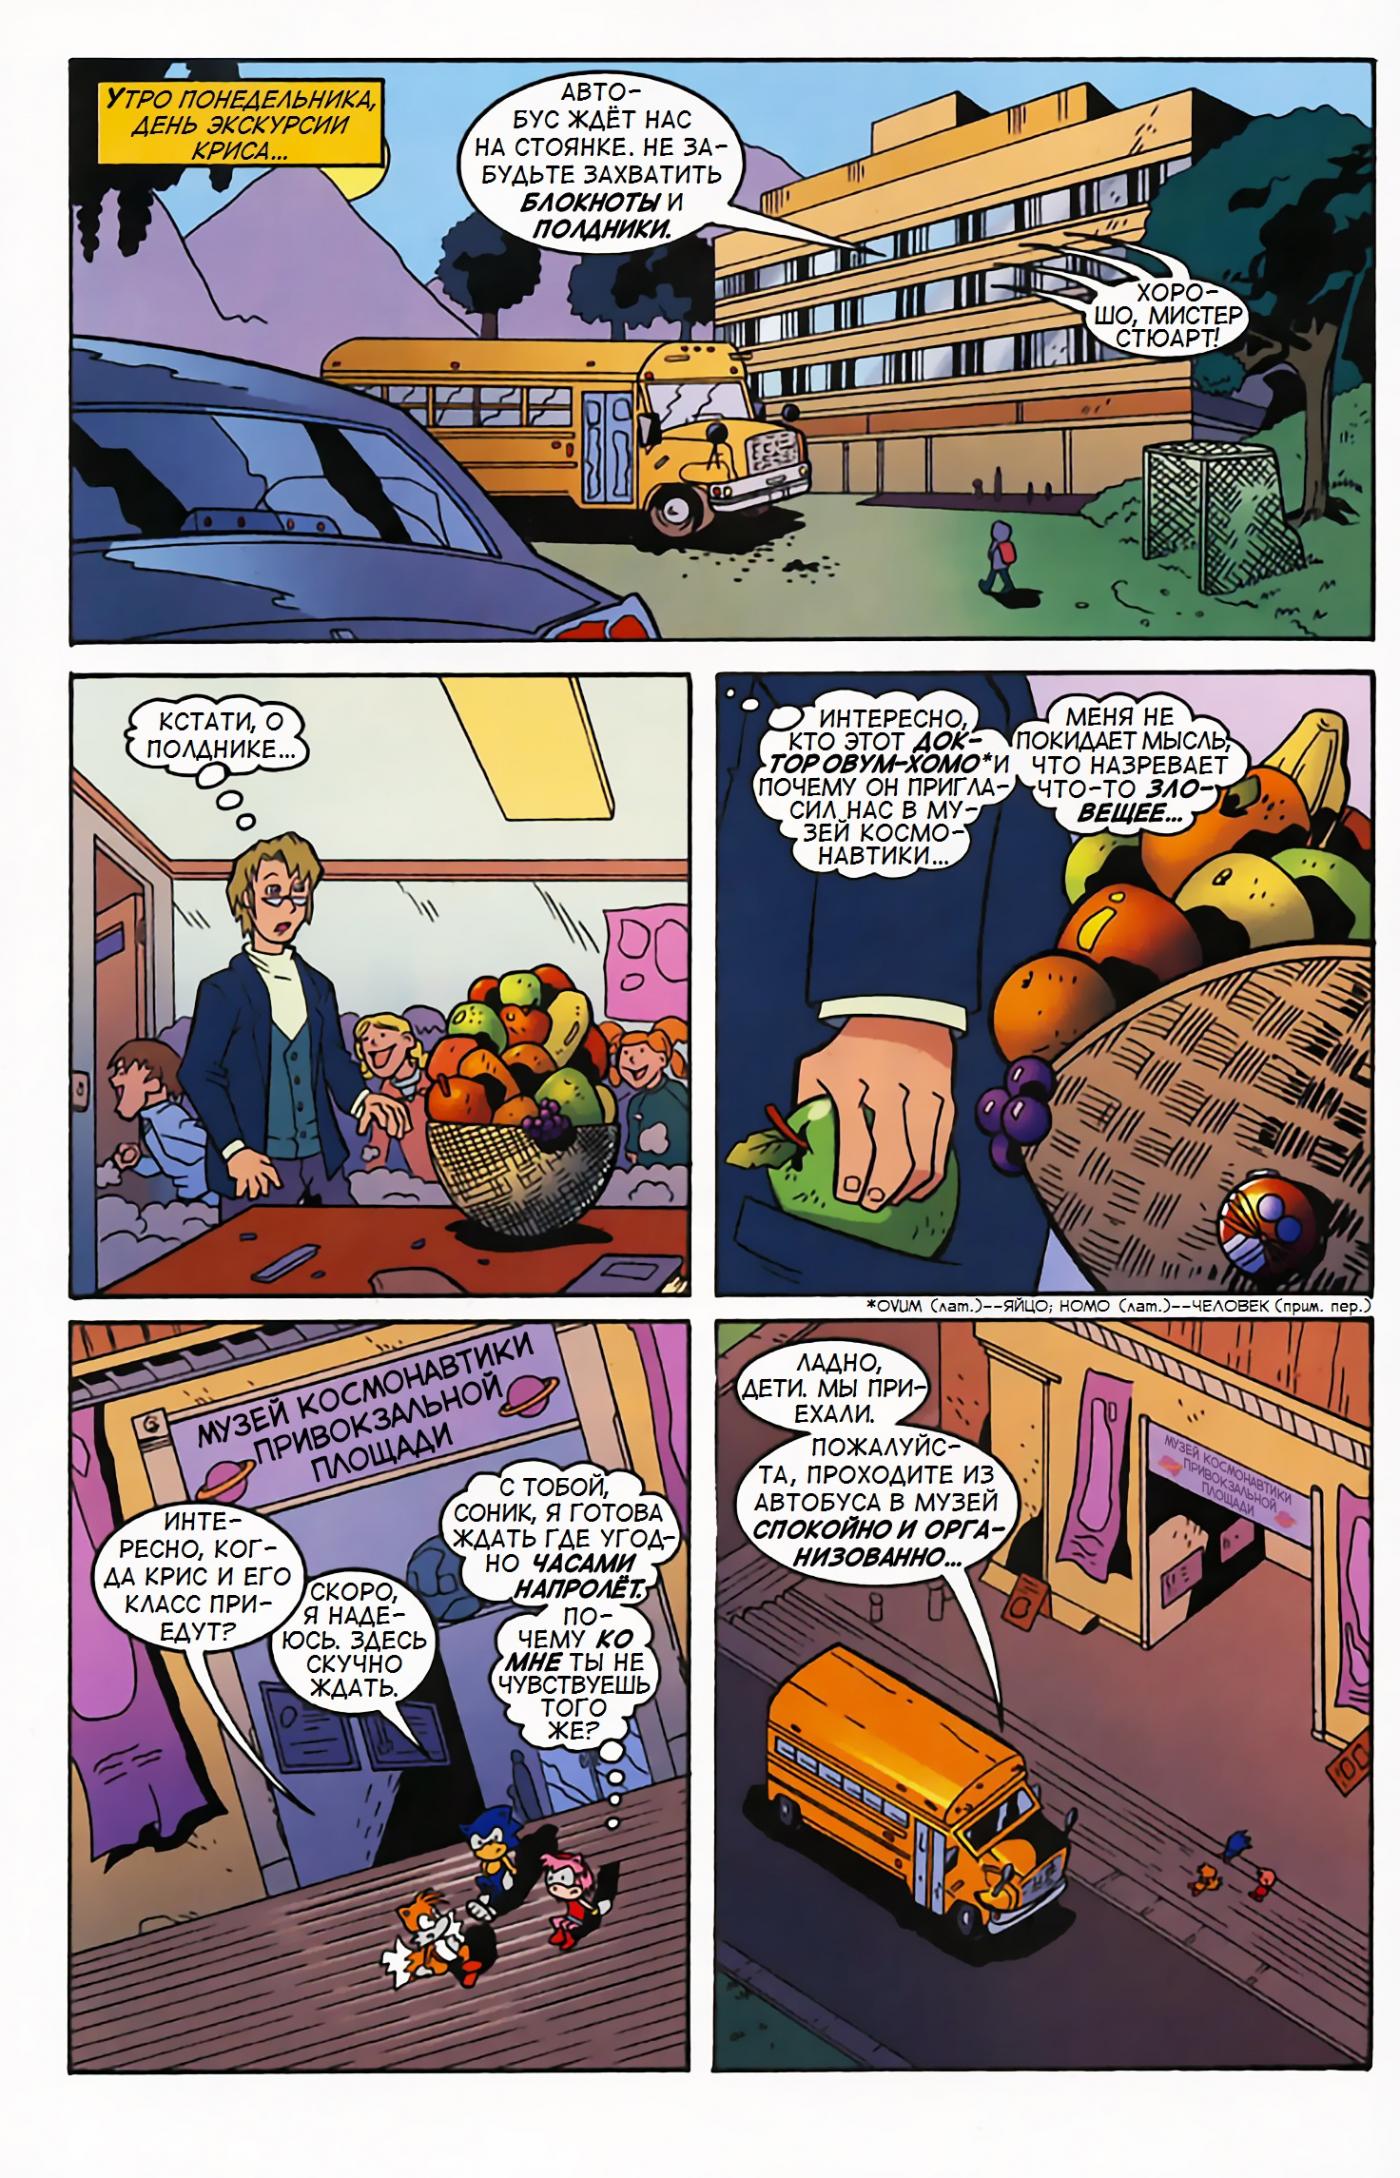 УТРО ПОНЕДЕЛЬНИКА,
ДЕНЬ ЭКСКУРСИИ
КРИСА...
АВТО-
БУС ЖДЁТ НАС
НА СТОЯНКЕ. НЕ ЗА-
БУДЬТЕ ЗАХВАТИТЬ
БЛОКНОТЫ И
ПОЛДНИКИ.
ХОРО-
ШО, МИСТЕР
СТЮАРТ!
КСТАТИ, О
ПОЛДНИКЕ...
ИНТЕРЕСНО,
КТО ЭТОТ ДОК-
ТОР ОВУМ-ХОМО*И
ПОЧЕМУ ОН ПРИГЛА-
СИЛ НАС В МУ-
ЗЕЙ КОСМО-
НАВТИКИ...
МЕНЯ НЕ
ПОКИДАЕТ МЫСЛЬ,
ЧТО НАЗРЕВАЕТ
ЧТО-ТО ЗЛО-
ВЕЩЕЕ...
*OVUM (лат.)--ЯЙЦО; HOMO (лат.)--ЧЕЛОВЕК (прим. пер.)
МУЗЕЙ КОСМОНАВТИКИ
ПРИВОКЗАЛЬНОЙ
ПЛОЩАДИ
ИНТЕ-
РЕСНО, КОГ-
ДА КРИС И ЕГО
КЛАСС ПРИ-
ЕДУТ?
СКОРО,
Я НАДЕ-
ЮСЬ. ЗДЕСЬ
СКУЧНО
ЖДАТЬ.
С ТОБОЙ,
СОНИК, Я ГОТОВА
ЖДАТЬ ГДЕ УГОД-
НО ЧАСАМИ
НАПРОЛЁТ.
ПО-
ЧЕМУ КО
МНЕ ТЫ НЕ
ЧУВСТВУЕШЬ
ТОГО
ЖЕ?
ЛАДНО,
ДЕТИ. МЫ ПРИ-
ЕХАЛИ.
ПОЖАЛУЙС-
ТА, ПРОХОДИТЕ ИЗ
АВТОБУСА В МУЗЕЙ
СПОКОЙНО И ОРГА-
НИЗОВАННО...
МУЗЕЙ КОСМОНАВТИКИ
ПРИВОКЗАЛЬНОЙ
ПЛОЩАДИ